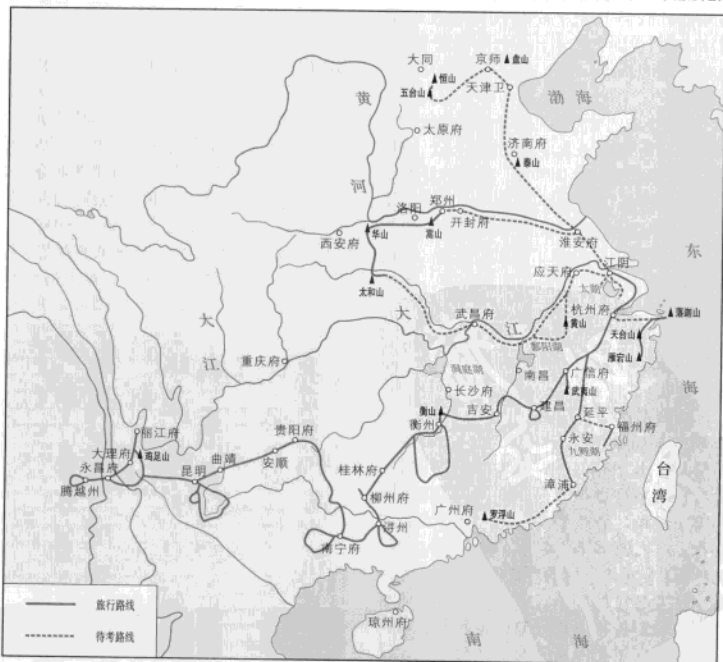 大同
京师
盘山
恒山
五台山
天津卫
黄
渤海
太原府
济南府
泰山
河
洛阳
郑州
开封府
嵩山
西安府
华山
淮安府
东
太和山
应天府
江阴
太湖
大
江
武昌府
大
江
杭州府
落迦山
黄山
天台山
鄱阳湖
雁宕山
重庆府
洞庭湖
南昌
广信府
武夷山
海
长沙府
丽江府
衡山
吉安
建昌
延平
贵阳府
衡州
福州府
大理府
鸡足山
曲靖
永安
九鲤湖
永昌府
安顺
昆明
桂林府
台
湾
腾越州
柳州府
漳浦
广州府
罗浮山
浔州
南宁府
旅行路线
待考路线
琼州府
南
海